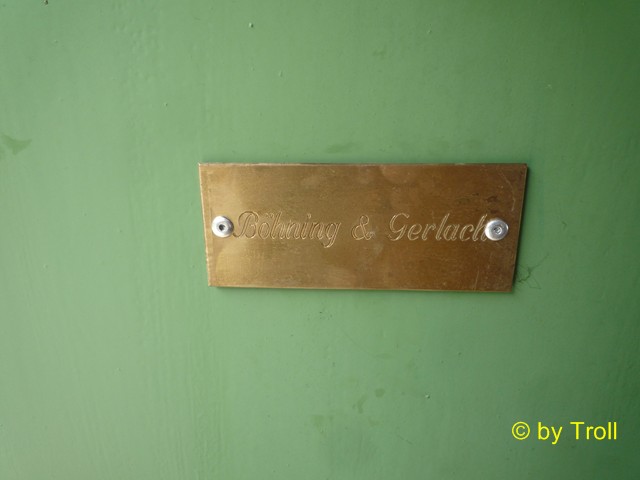 Böhning & Gerlach
© by Troll